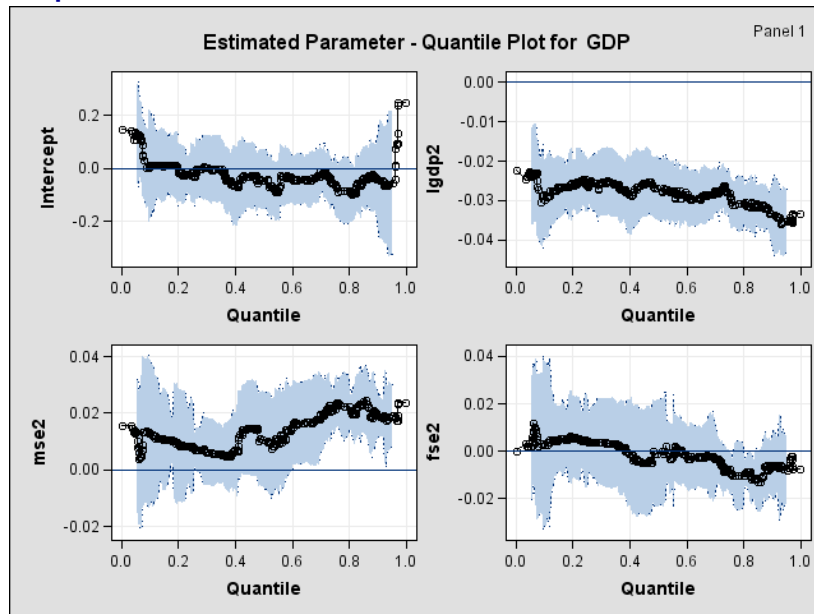 Panel 1
Estimated Parameter - Quantile Plot for GDP
Intercept
0.2
0.0
-0.2
0.0 0.2 0.4 0.6 0.8 1.0
Quantile
lgdp2
0.00
-0.01
-0.02
-0.03
-0.04
0.0 0.2 0.4 0.6 0.8 1.0
Quantile
mse2
0.04
0.02
0.00
-0.02
0.0 0.2 0.4 0.6 0.8 1.0
Quantile
fse2
0.04
0.02
0.00
-0.02
0.0 0.2 0.4 0.6 0.8 1.0
Quantile